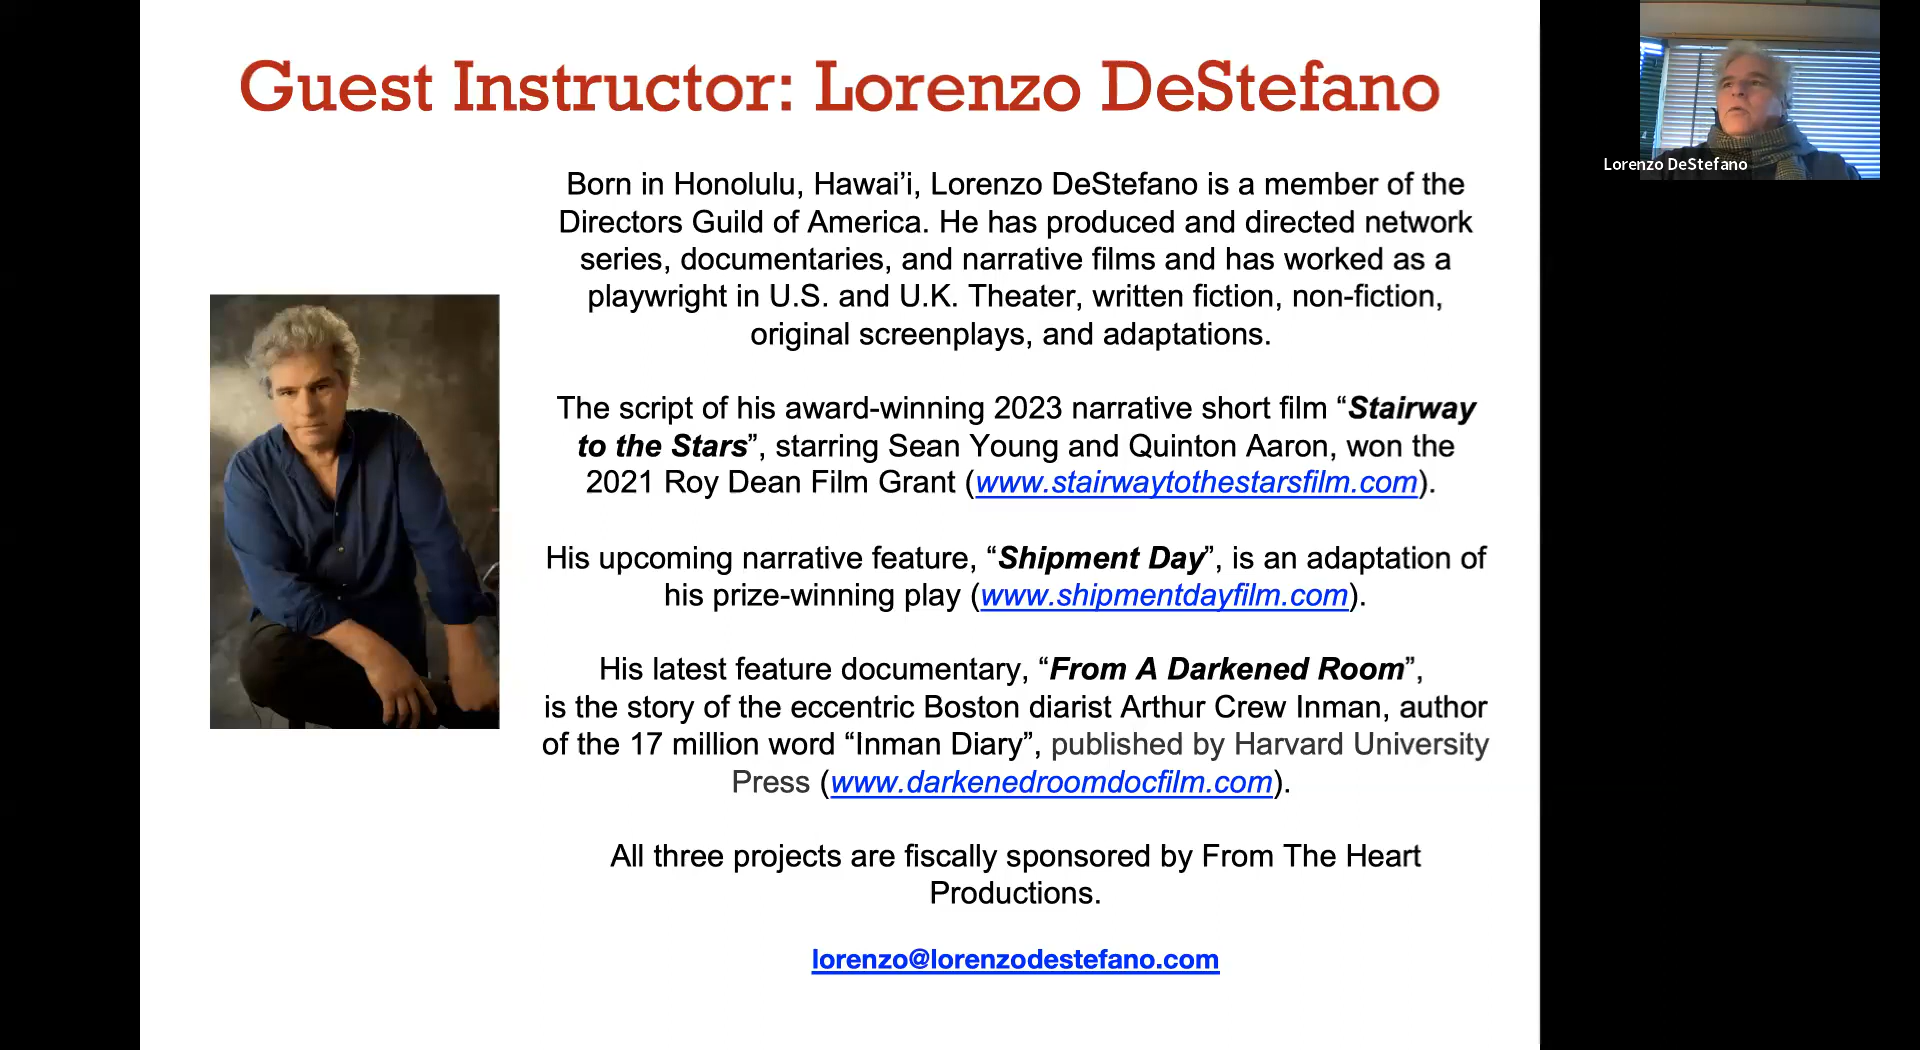 Guest Instructor: Lorenzo DeStefano
Born in Honolulu, Hawai’i, Lorenzo DeStefano is a member of the
Directors Guild of America. He has produced and directed network
series, documentaries, and narrative films and has worked as a
playwright in U.S. and U.K. Theater, written fiction, non-fiction,
original screenplays, and adaptations.
The script of his award-winning 2023 narrative short film “Stairway
to the Stars”, starring Sean Young and Quinton Aaron, won the
2021 Roy Dean Film Grant (www.stairwaytothestarsfilm.com).
His upcoming narrative feature, “Shipment Day”, is an adaptation of
his prize-winning play (www.shipmentdayfilm.com).
His latest feature documentary, “From A Darkened Room”,
is the story of the eccentric Boston diarist Arthur Crew Inman, author
of the 17 million word “Inman Diary”, published by Harvard University
Press (www.darkenedroomdocfilm.com).
All three projects are fiscally sponsored by From The Heart
Productions.
lorenzo@lorenzodestefano.com
Lorenzo DeStefano